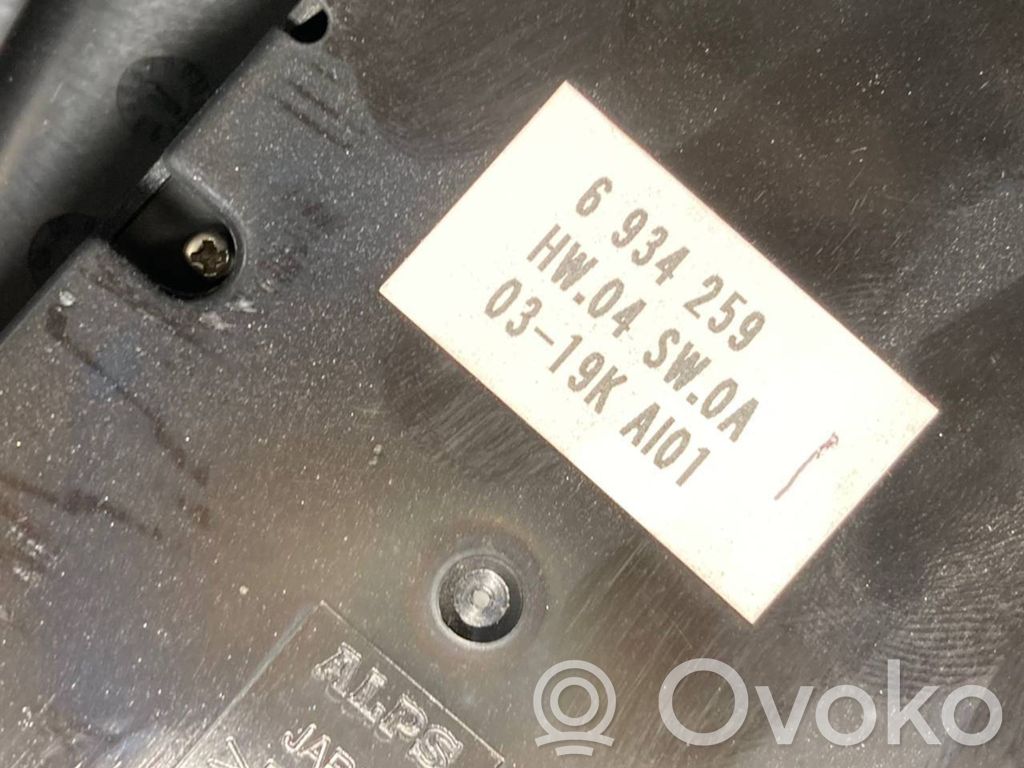 6 934 259
HW.04 SW.0A
03-19K AI01
ALPS
Ovoko